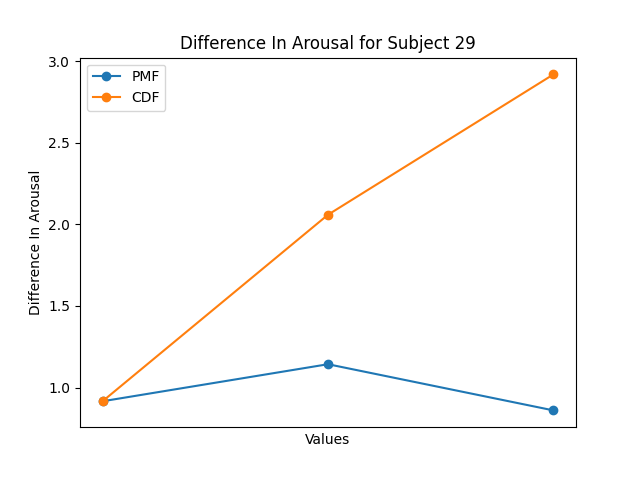 Difference In Arousal for Subject 29
PMF
CDF
3.0
2.5
2.0
1.5
1.0
Difference In Arousal
Values